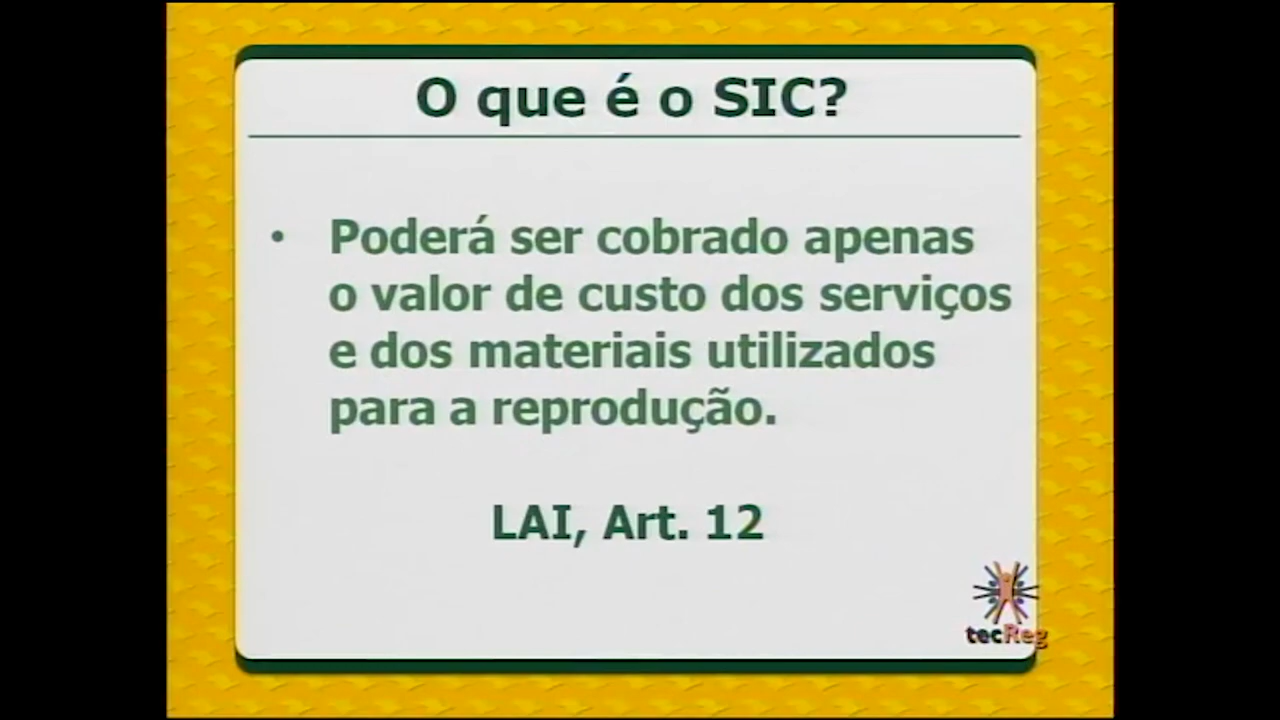 O que é o SIC?
• Poderá ser cobrado apenas
o valor de custo dos serviços
e dos materiais utilizados
para a reprodução.
LAI, Art. 12
tecReg